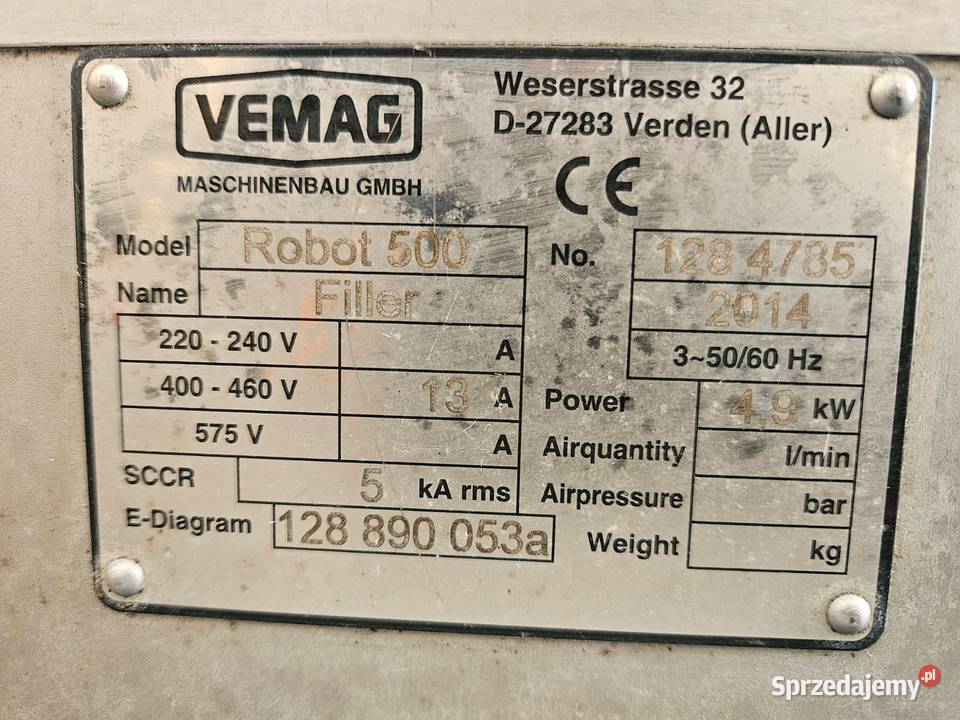 VEMAG
MASCHINENBAU GMBH
Weserstrasse 32
D-27283 Verden (Aller)
CE
Model Robot 500
Name Filler
220 - 240 V A
400 - 460 V 13 A
575 V A
SCCR 5 kA rms
E-Diagram 128 890 053a
No. 128 4785
2014
3~50/60 Hz
Power 4,9 kW
Airquantity l/min
Airpressure bar
Weight kg
Sprzedajemy.pl